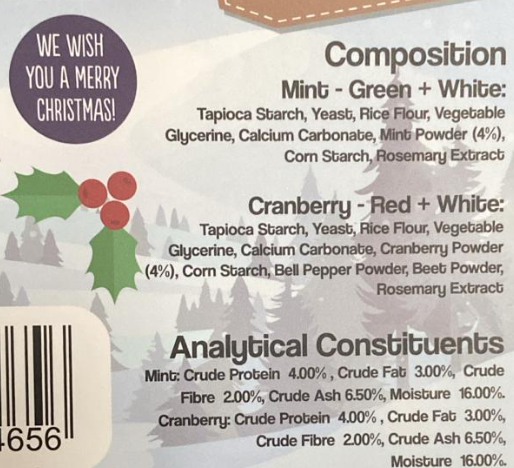 WE WISH
YOU A MERRY
CHRISTMAS!
Composition
Mint - Green + White:
Tapioca Starch, Yeast, Rice Flour, Vegetable
Glycerine, Calcium Carbonate, Mint Powder (4%),
Corn Starch, Rosemary Extract
Cranberry - Red + White:
Tapioca Starch, Yeast, Rice Flour, Vegetable
Glycerine, Calcium Carbonate, Cranberry Powder
(4%), Corn Starch, Bell Pepper Powder, Beet Powder,
Rosemary Extract
Analytical Constituents
Mint: Crude Protein 4.00% , Crude Fat 3.00%, Crude
Fibre 2.00%, Crude Ash 6.50%, Moisture 16.00%.
Cranberry: Crude Protein 4.00% , Crude Fat 3.00%,
Crude Fibre 2.00%, Crude Ash 6.50%,
Moisture 16.00%.
4656